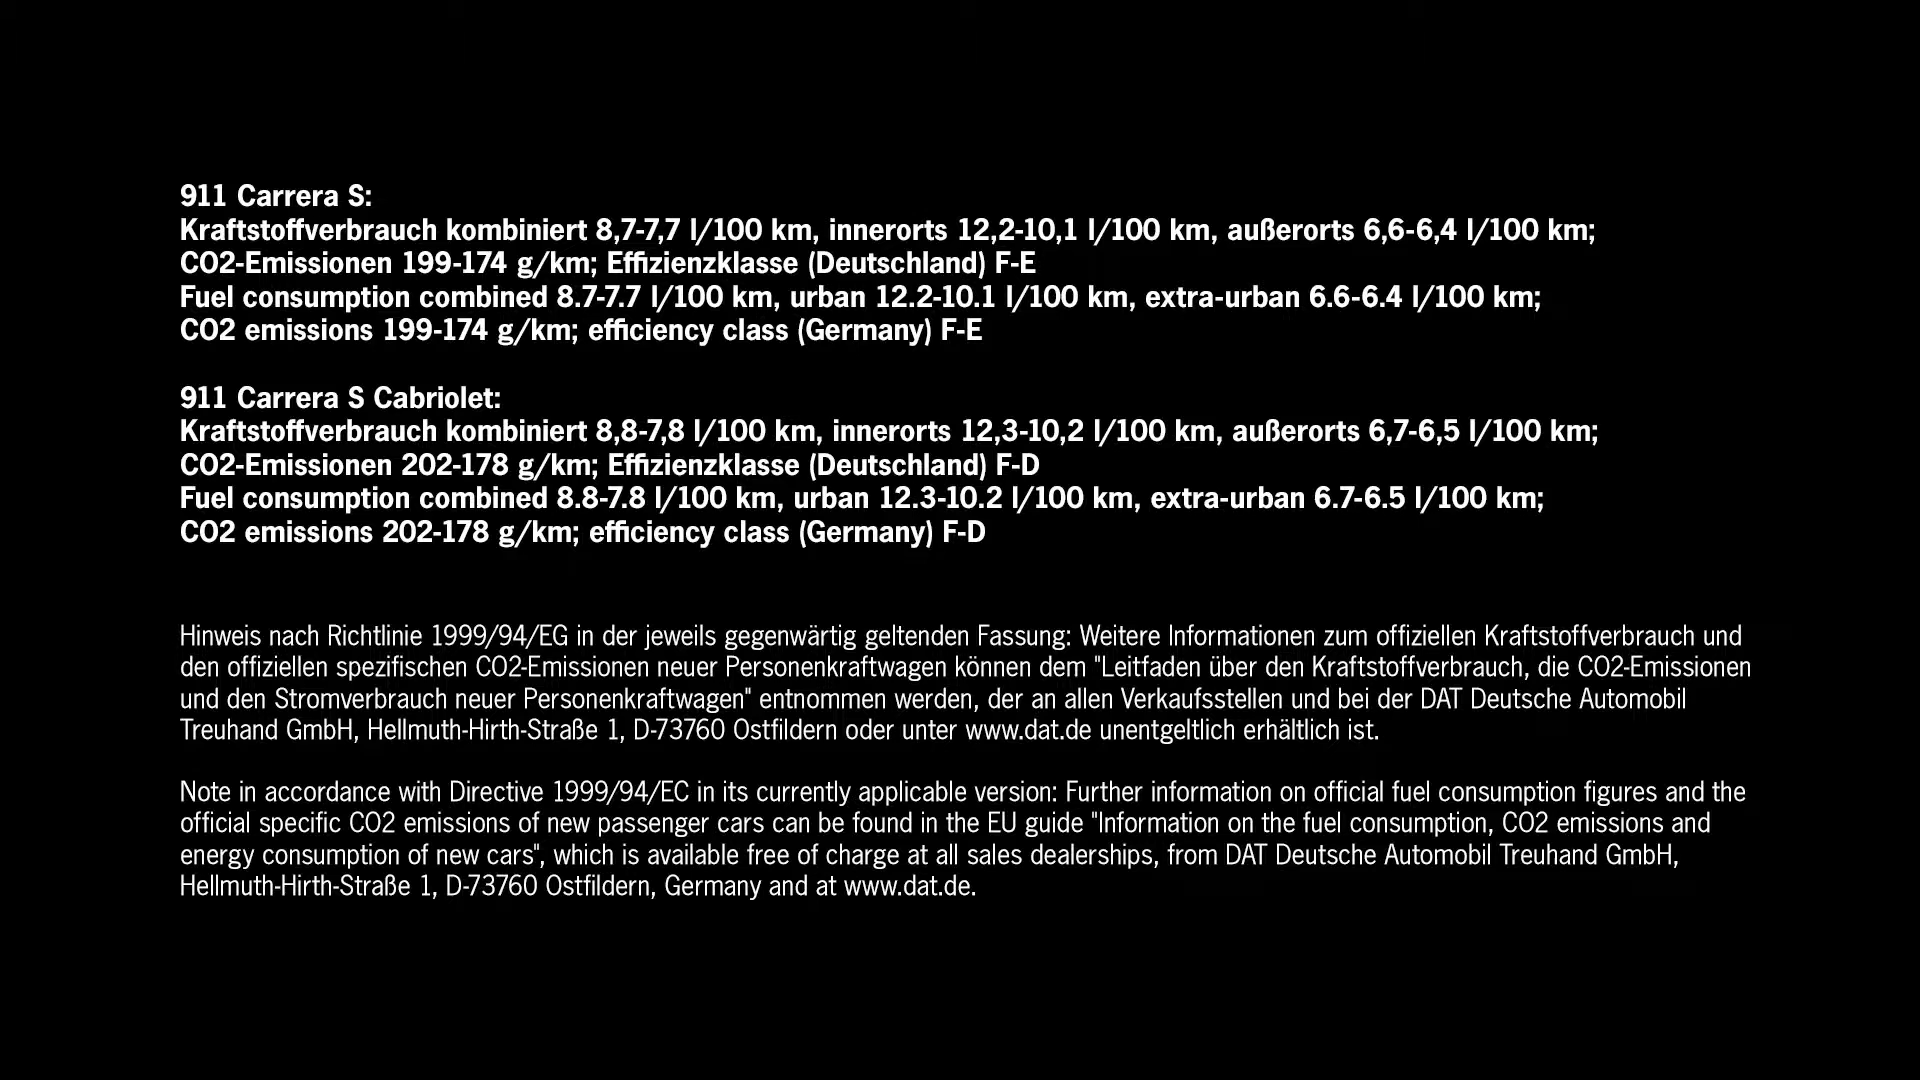 911 Carrera S:
Kraftstoffverbrauch kombiniert 8,7-7,7 l/100 km, innerorts 12,2-10,1 l/100 km, außerorts 6,6-6,4 l/100 km;
CO2-Emissionen 199-174 g/km; Effizienzklasse (Deutschland) F-E
Fuel consumption combined 8.7-7.7 l/100 km, urban 12.2-10.1 l/100 km, extra-urban 6.6-6.4 l/100 km;
CO2 emissions 199-174 g/km; efficiency class (Germany) F-E
911 Carrera S Cabriolet:
Kraftstoffverbrauch kombiniert 8,8-7,8 l/100 km, innerorts 12,3-10,2 l/100 km, außerorts 6,7-6,5 l/100 km;
CO2-Emissionen 202-178 g/km; Effizienzklasse (Deutschland) F-D
Fuel consumption combined 8.8-7.8 l/100 km, urban 12.3-10.2 l/100 km, extra-urban 6.7-6.5 l/100 km;
CO2 emissions 202-178 g/km; efficiency class (Germany) F-D
Hinweis nach Richtlinie 1999/94/EG in der jeweils gegenwärtig geltenden Fassung: Weitere Informationen zum offiziellen Kraftstoffverbrauch und
den offiziellen spezifischen CO2-Emissionen neuer Personenkraftwagen können dem "Leitfaden über den Kraftstoffverbrauch, die CO2-Emissionen
und den Stromverbrauch neuer Personenkraftwagen" entnommen werden, der an allen Verkaufsstellen und bei der DAT Deutsche Automobil
Treuhand GmbH, Hellmuth-Hirth-Straße 1, D-73760 Ostfildern oder unter www.dat.de unentgeltlich erhältlich ist.
Note in accordance with Directive 1999/94/EC in its currently applicable version: Further information on official fuel consumption figures and the
official specific CO2 emissions of new passenger cars can be found in the EU guide "Information on the fuel consumption, CO2 emissions and
energy consumption of new cars", which is available free of charge at all sales dealerships, from DAT Deutsche Automobil Treuhand GmbH,
Hellmuth-Hirth-Straße 1, D-73760 Ostfildern, Germany and at www.dat.de.